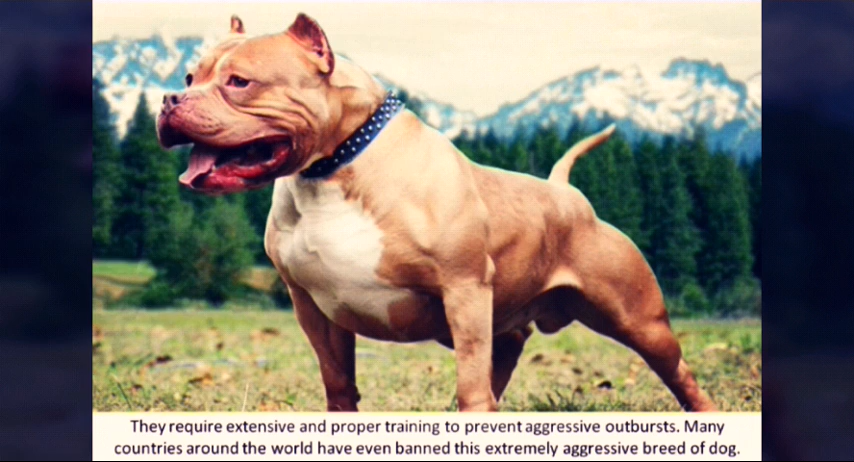 They require extensive and proper training to prevent aggressive outbursts. Many
countries around the world have even banned this extremely aggressive breed of dog.